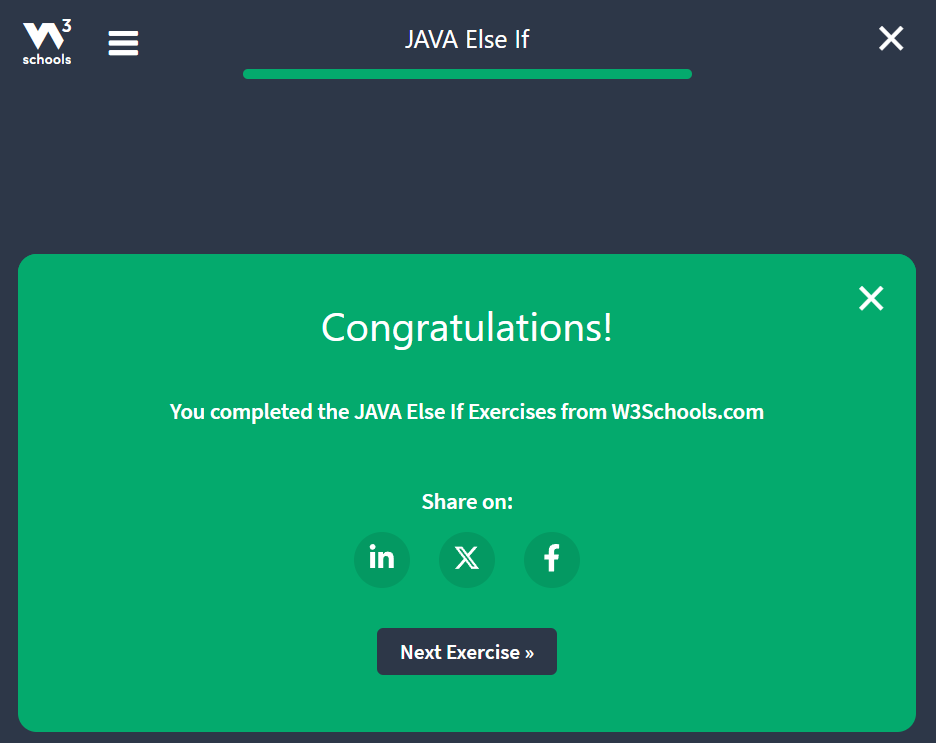 W3
schools
JAVA Else If
Congratulations!
You completed the JAVA Else If Exercises from W3Schools.com
Share on:
in
X
f
Next Exercise »